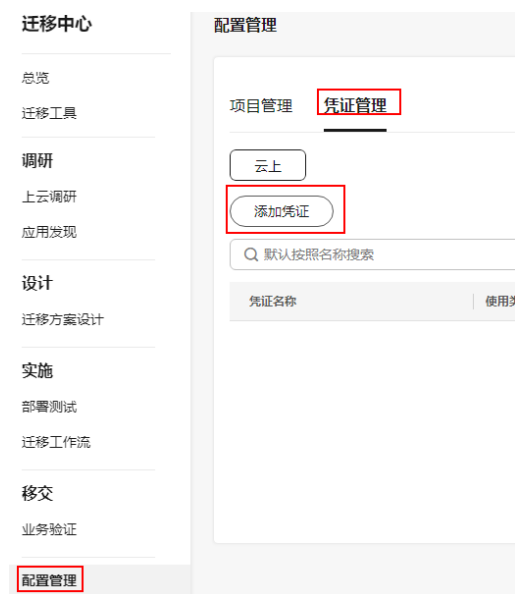 迁移中心
总览
迁移工具
调研
上云调研
应用发现
设计
迁移方案设计
实施
部署测试
迁移工作流
移交
业务验证
配置管理
配置管理
项目管理 凭证管理
云上
添加凭证
默认按照名称搜索
凭证名称 使用类